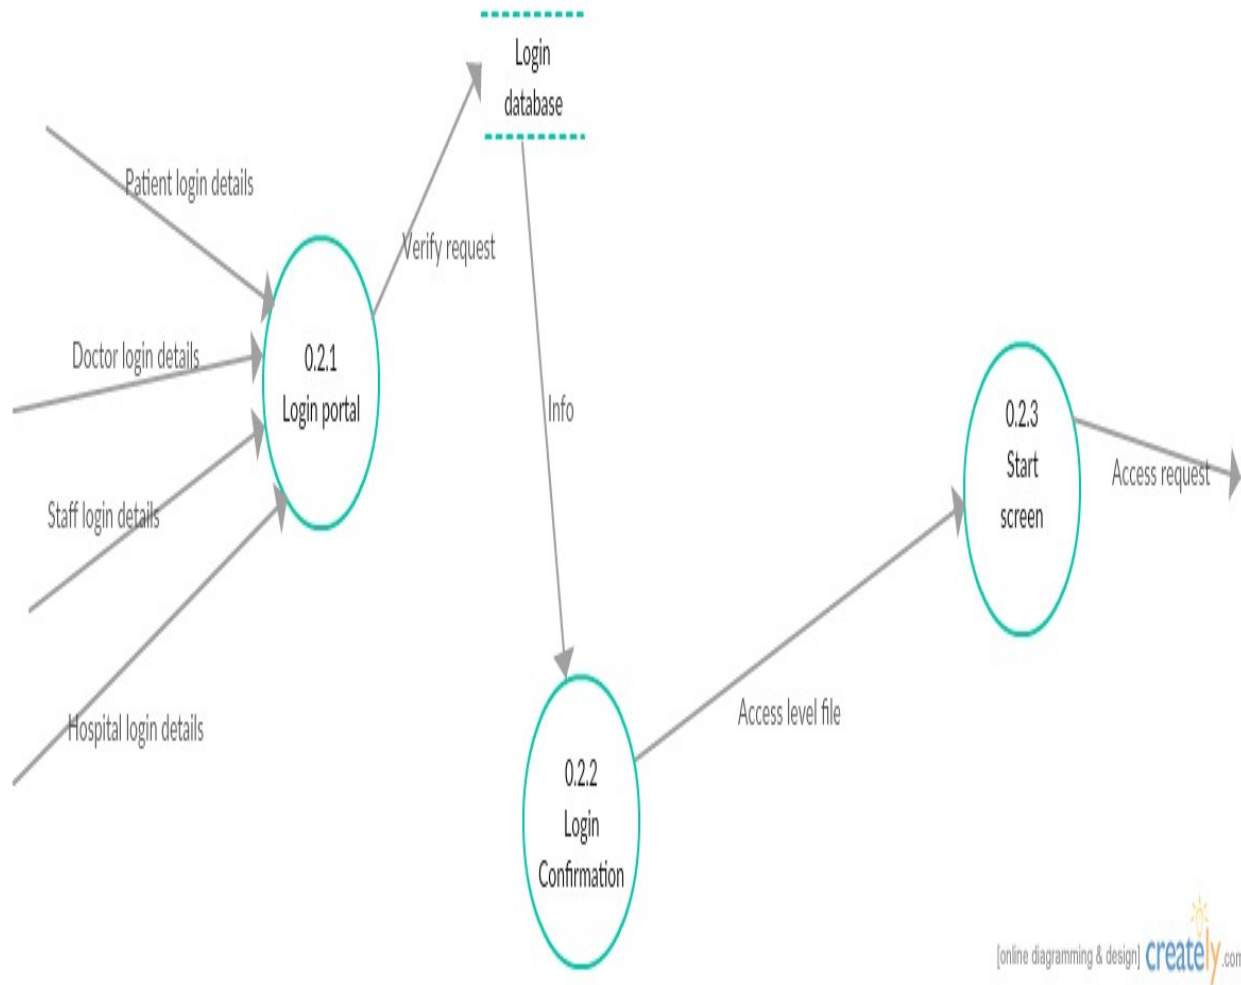 Login
database
Patient login details
Verify request
Doctor login details
0.2.1
Login portal
Info
0.2.3
Start
screen
Access request
Staff login details
Hospital login details
Access level file
0.2.2
Login
Confirmation
[online diagramming & design] creately.com